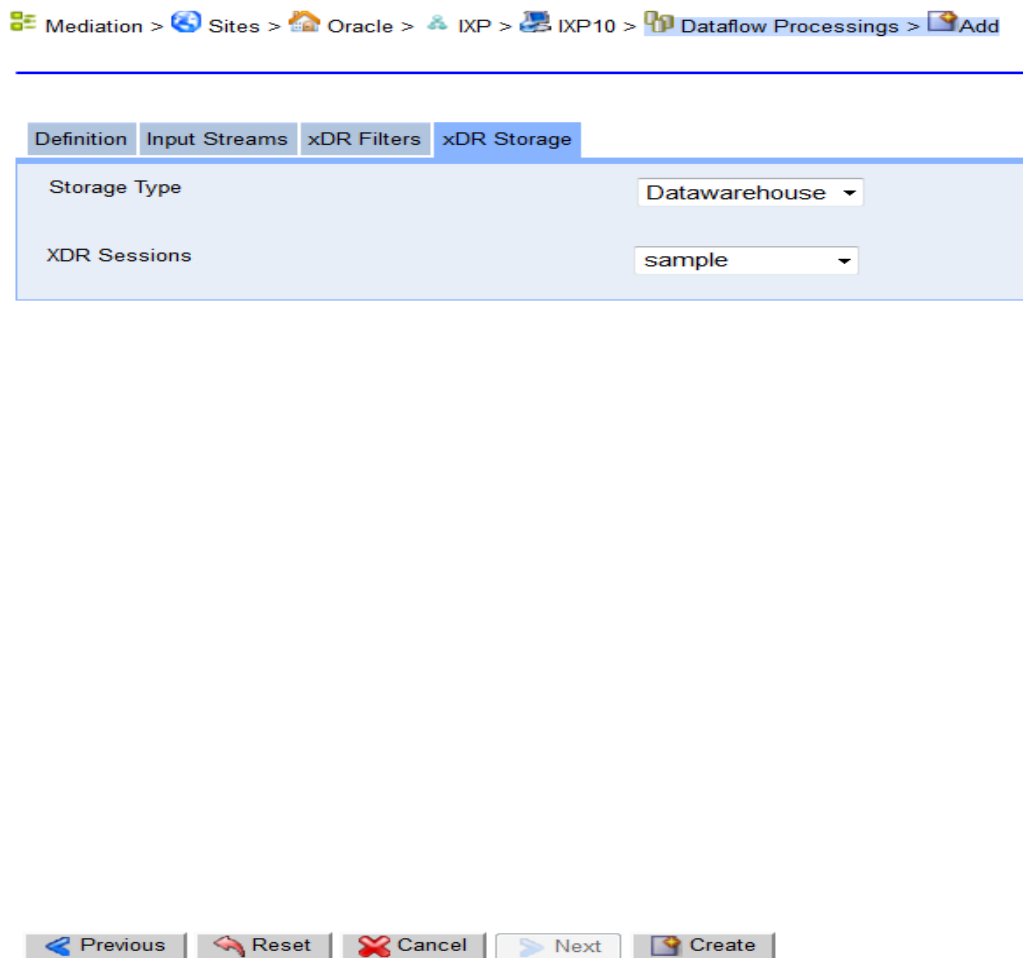 Mediation > Sites > Oracle > IXP > IXP10 > Dataflow Processings > Add
Definition Input Streams xDR Filters xDR Storage
Storage Type Datawarehouse
XDR Sessions sample
Previous Reset Cancel Next Create